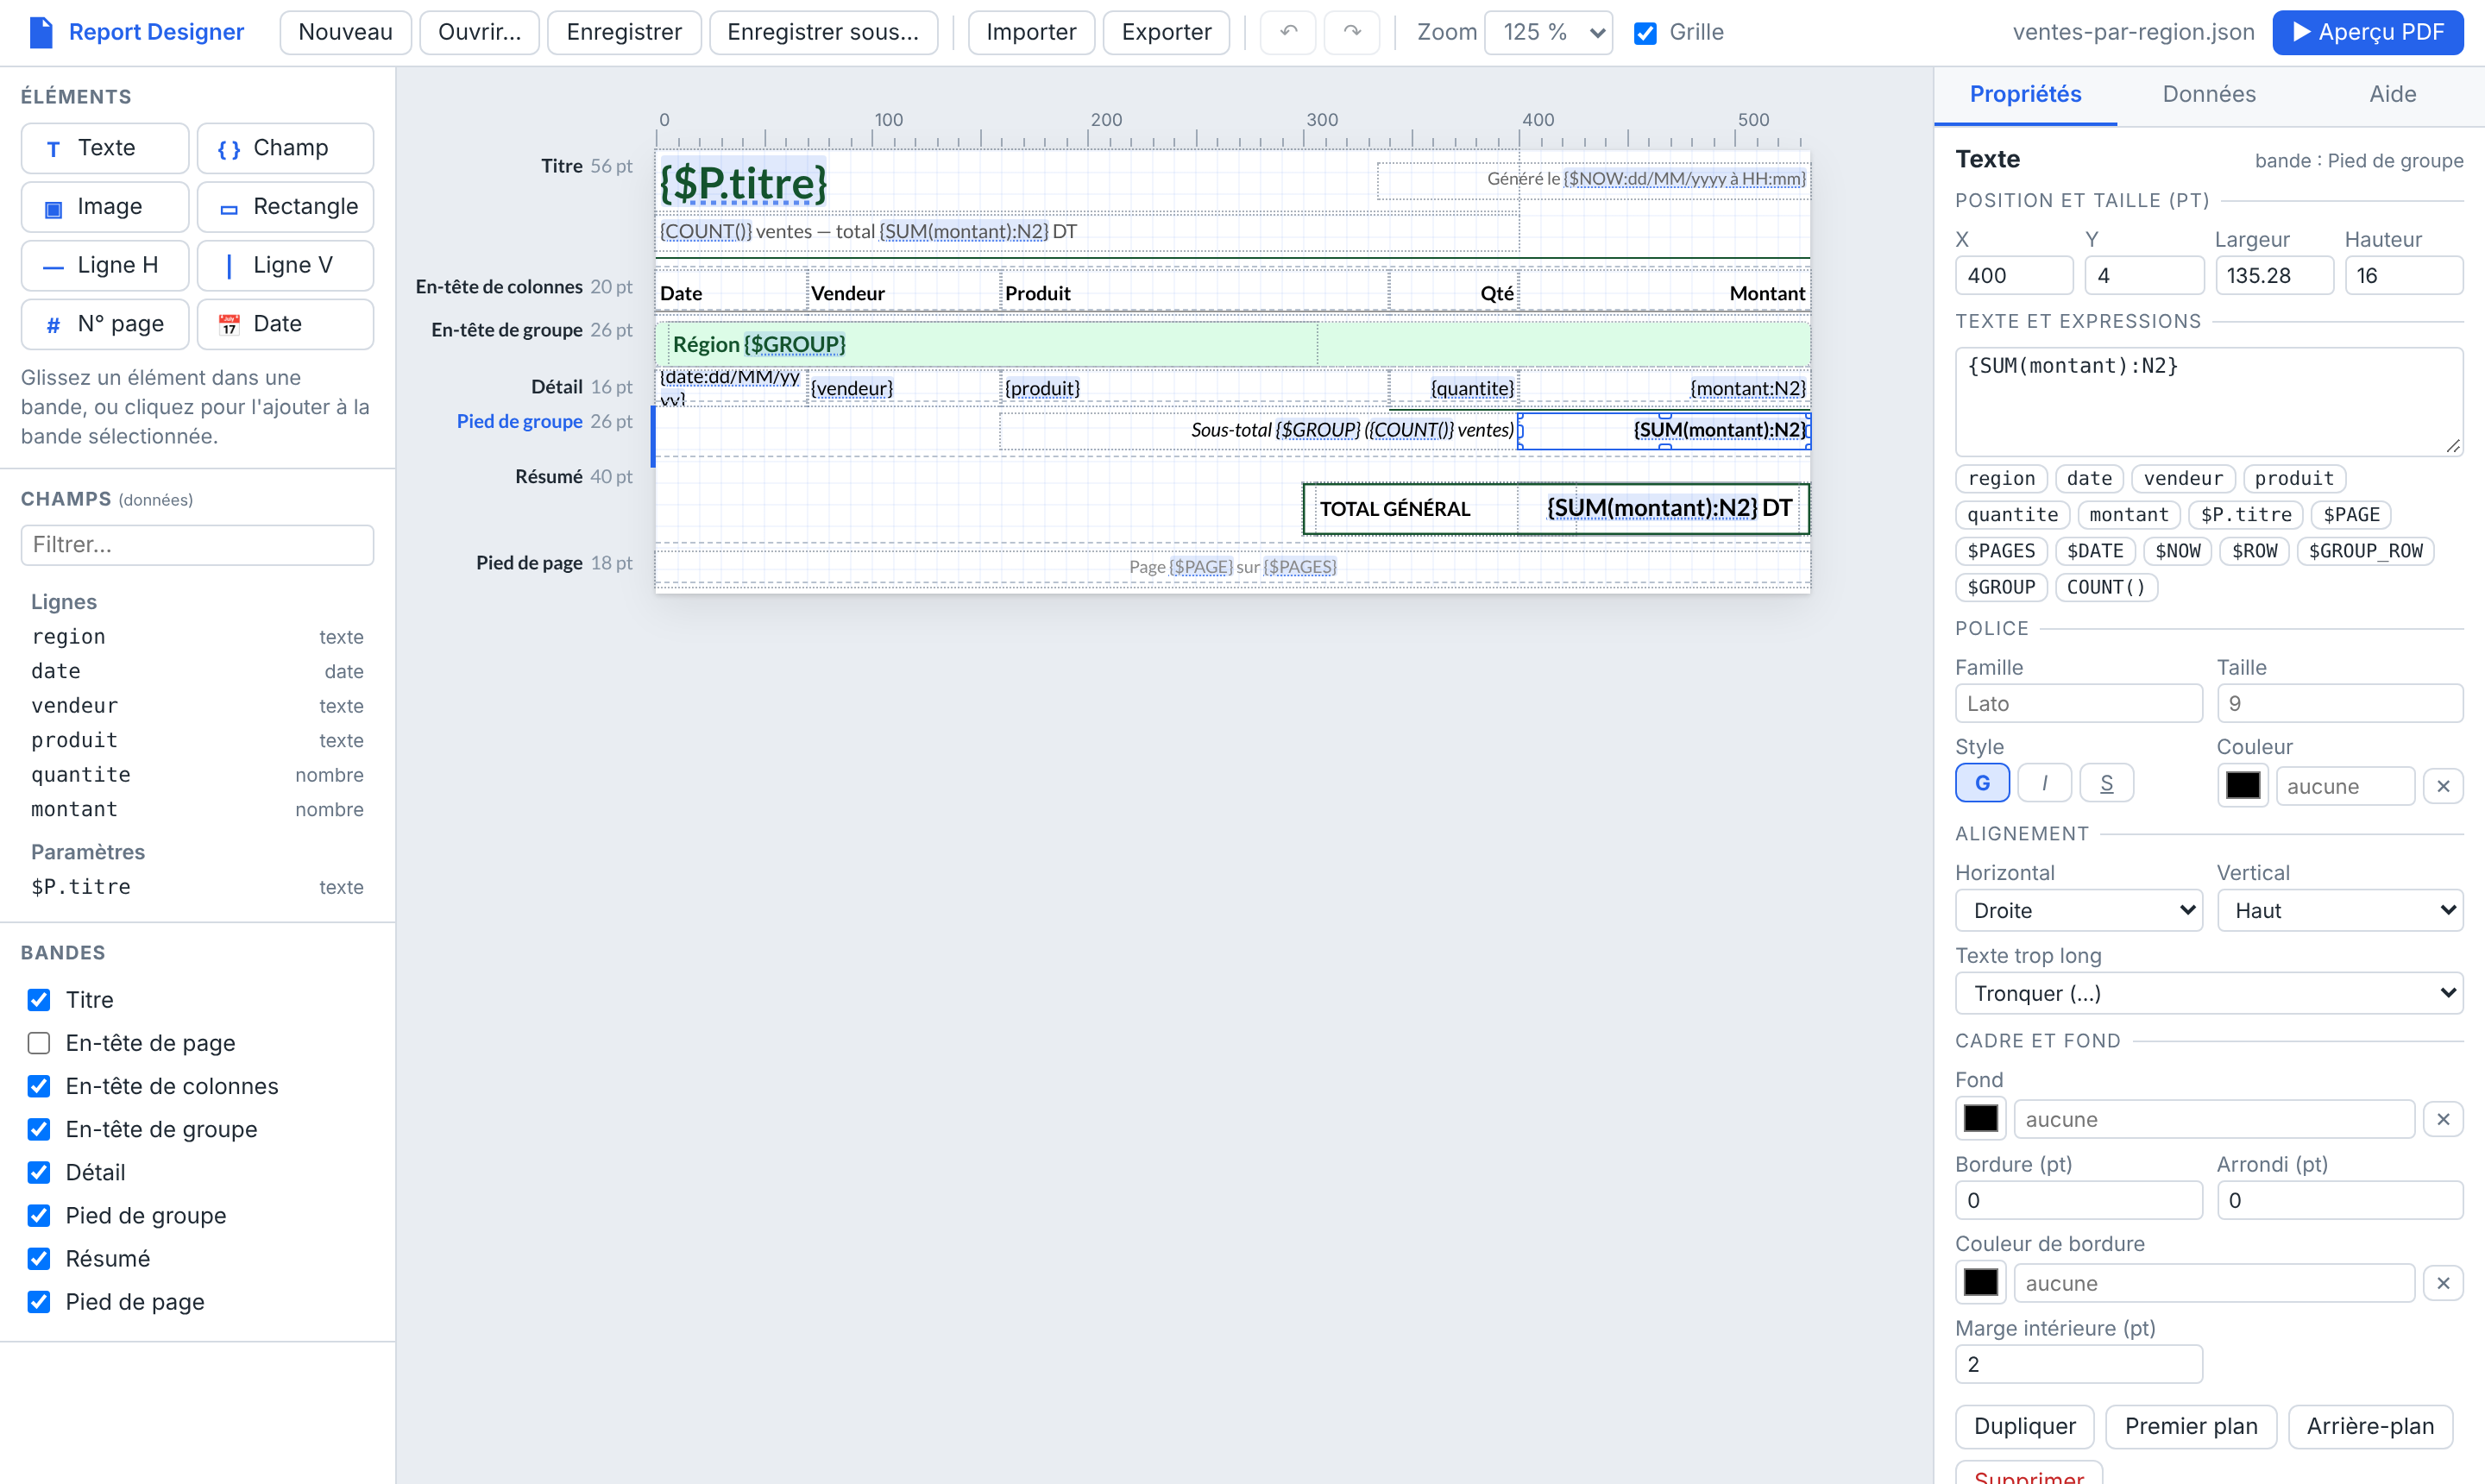 Report Designer Nouveau Ouvrir... Enregistrer Enregistrer sous... Importer Exporter ↶ ↷ Zoom 125 % Grille ventes-par-region.json ▶ Aperçu PDF
ÉLÉMENTS
T Texte { } Champ
Image Rectangle
Ligne H Ligne V
# N° page Date
Glissez un élément dans une
bande, ou cliquez pour l'ajouter à la
bande sélectionnée.
CHAMPS (données)
Filtrer...
Lignes
region texte
date date
vendeur texte
produit texte
quantite nombre
montant nombre
Paramètres
$P.titre texte
BANDES
Titre
En-tête de page
En-tête de colonnes
En-tête de groupe
Détail
Pied de groupe
Résumé
Pied de page
0 100 200 300 400 500
Titre 56 pt
{$P.titre}
Généré le {$NOW:dd/MM/yyyy à HH:mm}
{COUNT()} ventes — total {SUM(montant):N2} DT
En-tête de colonnes 20 pt
Date Vendeur Produit Qté Montant
En-tête de groupe 26 pt
Région {$GROUP}
Détail 16 pt
{date:dd/MM/yy
yy}
{vendeur} {produit} {quantite} {montant:N2}
Pied de groupe 26 pt
Sous-total {$GROUP} ({COUNT()} ventes) {SUM(montant):N2}
Résumé 40 pt
TOTAL GÉNÉRAL {SUM(montant):N2} DT
Pied de page 18 pt
Page {$PAGE} sur {$PAGES}
Propriétés Données Aide
Texte bande : Pied de groupe
POSITION ET TAILLE (PT)
X Y Largeur Hauteur
400 4 135.28 16
TEXTE ET EXPRESSIONS
{SUM(montant):N2}
region date vendeur produit
quantite montant $P.titre $PAGE
$PAGES $DATE $NOW $ROW $GROUP_ROW
$GROUP COUNT()
POLICE
Famille Taille
Lato 9
Style Couleur
G I S aucune ✕
ALIGNEMENT
Horizontal Vertical
Droite Haut
Texte trop long
Tronquer (...)
CADRE ET FOND
Fond
aucune ✕
Bordure (pt) Arrondi (pt)
0 0
Couleur de bordure
aucune ✕
Marge intérieure (pt)
2
Dupliquer Premier plan Arrière-plan
Supprimer